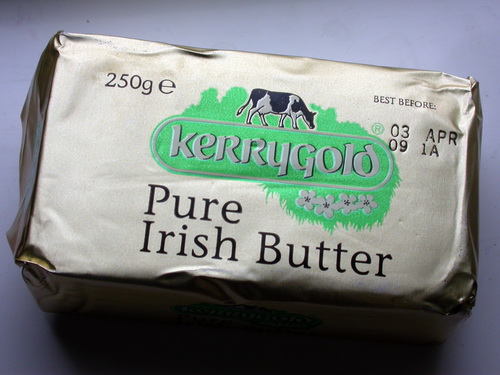 250g e
BEST BEFORE:
03 APR
09 1A
Kerrygold ®
Pure
Irish Butter